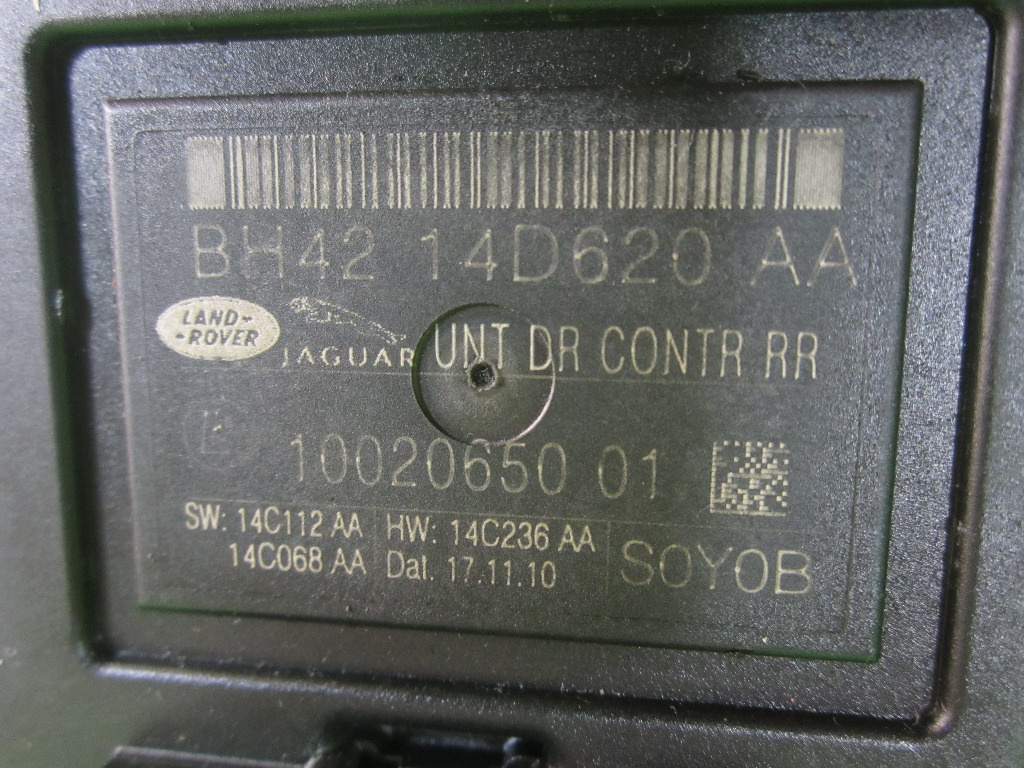 BH42 14D620 AA
LAND-
-ROVER
JAGUAR UNT DR CONTR RR
10020650 01
SW: 14C112 AA HW: 14C236 AA
14C068 AA Dat. 17.11.10
S0Y0B